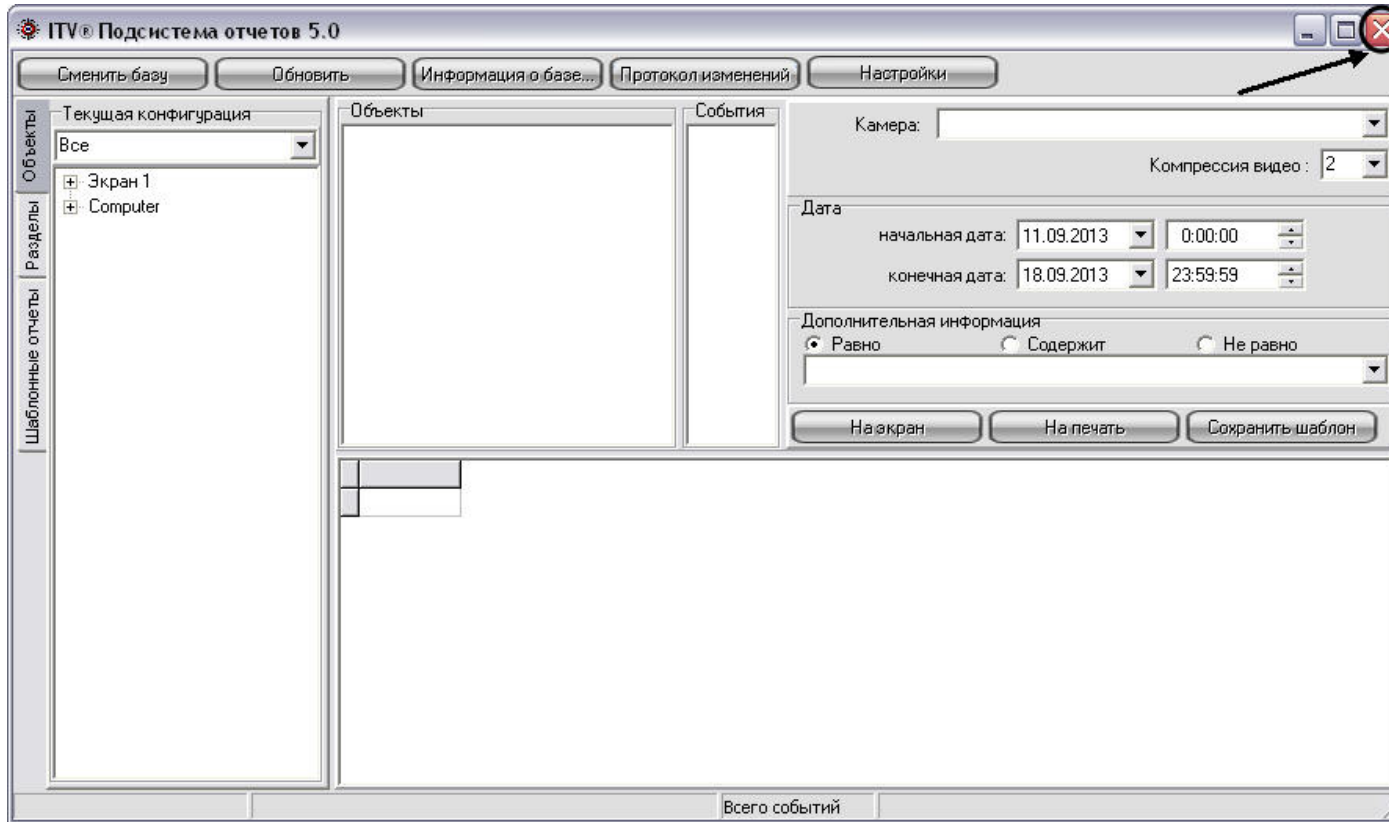 ITV® Подсистема отчетов 5.0
Сменить базу Обновить Информация о базе... Протокол изменений Настройки
Объекты
Разделы
Шаблонные отчеты
Текущая конфигурация
Все
Экран 1
Computer
Объекты
События
Камера:
Компрессия видео : 2
Дата
начальная дата: 11.09.2013 0:00:00
конечная дата: 18.09.2013 23:59:59
Дополнительная информация
Равно Содержит Не равно
На экран На печать Сохранить шаблон
Всего событий